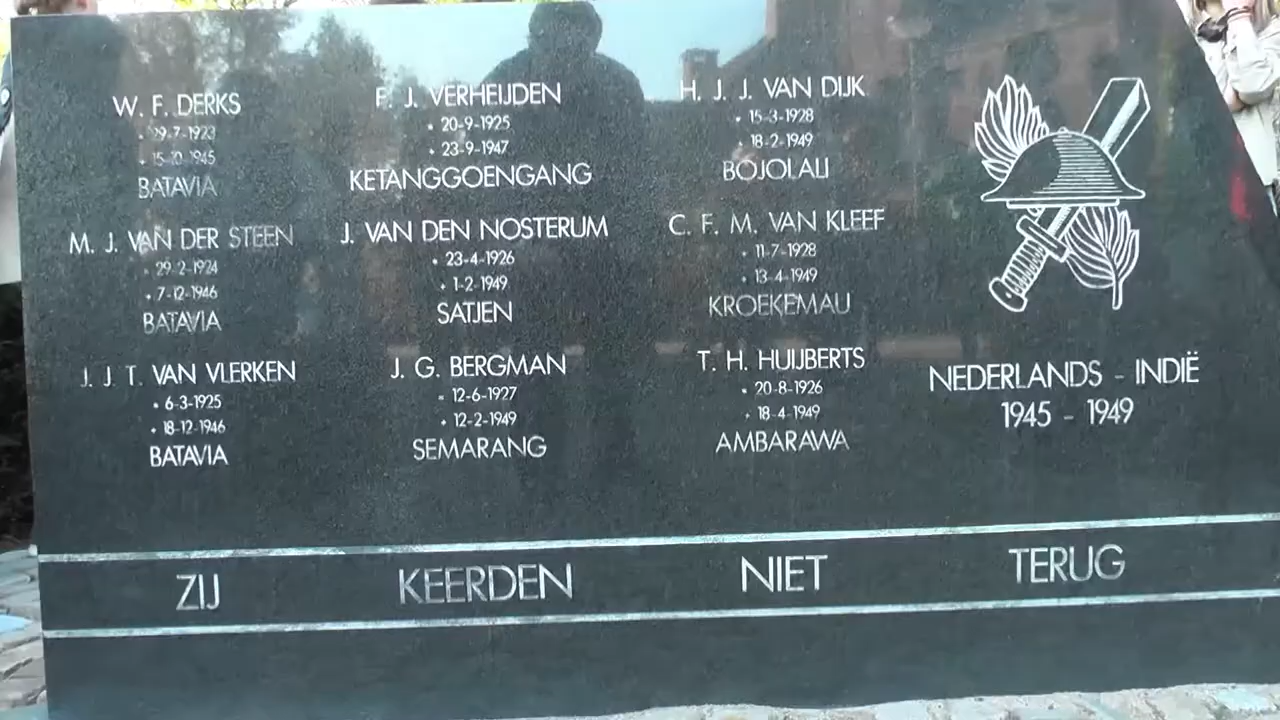 W. F. DERKS
• 29-7-1923
• 15-10-1945
BATAVIA
M. J. VAN DER STEEN
• 29-2-1924
• 7-12-1946
BATAVIA
J. J. T. VAN VLERKEN
• 6-3-1925
• 18-12-1946
BATAVIA
F. J. VERHEIJDEN
• 20-9-1925
• 23-9-1947
KETANGGOENGANG
J. VAN DEN NOSTERUM
• 23-4-1926
• 1-2-1949
SATJEN
J. G. BERGMAN
• 12-6-1927
• 12-2-1949
SEMARANG
H. J. J. VAN DIJK
• 15-3-1928
• 18-2-1949
BOJOLALI
C. F. M. VAN KLEEF
• 11-7-1928
• 13-4-1949
KROEKEMAU
T. H. HUIJBERTS
• 20-8-1926
• 18-4-1949
AMBARAWA
NEDERLANDS - INDIË
1945 - 1949
ZIJ KEERDEN NIET TERUG